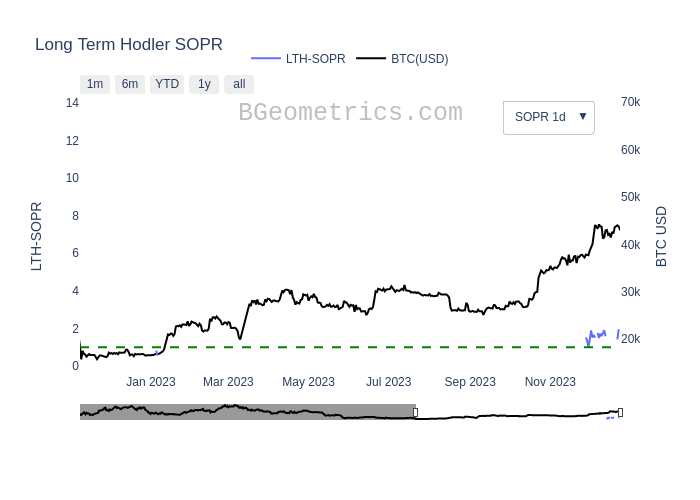 Long Term Hodler SOPR
LTH-SOPR BTC(USD)
1m 6m YTD 1y all
BGeometrics.com
SOPR 1d ▼
14
12
10
8
6
4
2
0
LTH-SOPR
70k
60k
50k
40k
30k
20k
BTC USD
Jan 2023 Mar 2023 May 2023 Jul 2023 Sep 2023 Nov 2023